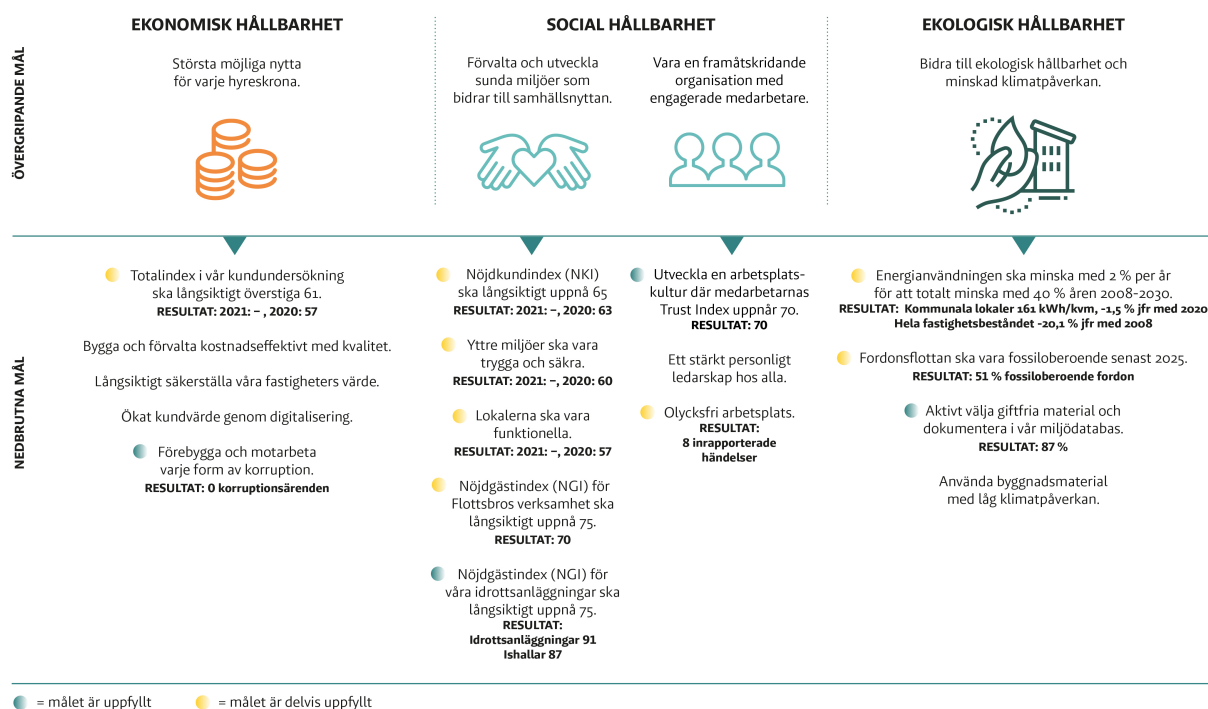 EKONOMISK HÅLLBARHET
SOCIAL HÅLLBARHET
EKOLOGISK HÅLLBARHET
ÖVERGRIPANDE MÅL
Största möjliga nytta
för varje hyreskrona.
Förvalta och utveckla
sunda miljöer som
bidrar till samhällsnyttan.
Vara en framåtskridande
organisation med
engagerade medarbetare.
Bidra till ekologisk hållbarhet och
minskad klimatpåverkan.
NEDBRUTNA MÅL
Totalindex i vår kundundersökning
ska långsiktigt överstiga 61.
RESULTAT: 2021: – , 2020: 57
Bygga och förvalta kostnadseffektivt med kvalitet.
Långsiktigt säkerställa våra fastigheters värde.
Ökat kundvärde genom digitalisering.
Förebygga och motarbeta
varje form av korruption.
RESULTAT: 0 korruptionsärenden
Nöjdkundindex (NKI)
ska långsiktigt uppnå 65
RESULTAT: 2021: –, 2020: 63
Yttre miljöer ska vara
trygga och säkra.
RESULTAT: 2021: –, 2020: 60
Lokalerna ska vara
funktionella.
RESULTAT: 2021: –, 2020: 57
Nöjdgästindex (NGI) för
Flottsbros verksamhet ska
långsiktigt uppnå 75.
RESULTAT: 70
Nöjdgästindex (NGI) för
våra idrottsanläggningar ska
långsiktigt uppnå 75.
RESULTAT:
Idrottsanläggningar 91
Ishallar 87
Utveckla en arbetsplats-
kultur där medarbetarnas
Trust Index uppnår 70.
RESULTAT: 70
Ett stärkt personligt
ledarskap hos alla.
Olycksfri arbetsplats.
RESULTAT:
8 inrapporterade
händelser
Energianvändningen ska minska med 2 % per år
för att totalt minska med 40 % åren 2008-2030.
RESULTAT: Kommunala lokaler 161 kWh/kvm, -1,5 % jfr med 2020
Hela fastighetsbeståndet -20,1 % jfr med 2008
Fordonsflottan ska vara fossiloberoende senast 2025.
RESULTAT: 51 % fossiloberoende fordon
Aktivt välja giftfria material och
dokumentera i vår miljödatabas.
RESULTAT: 87 %
Använda byggnadsmaterial
med låg klimatpåverkan.
= målet är uppfyllt
= målet är delvis uppfyllt